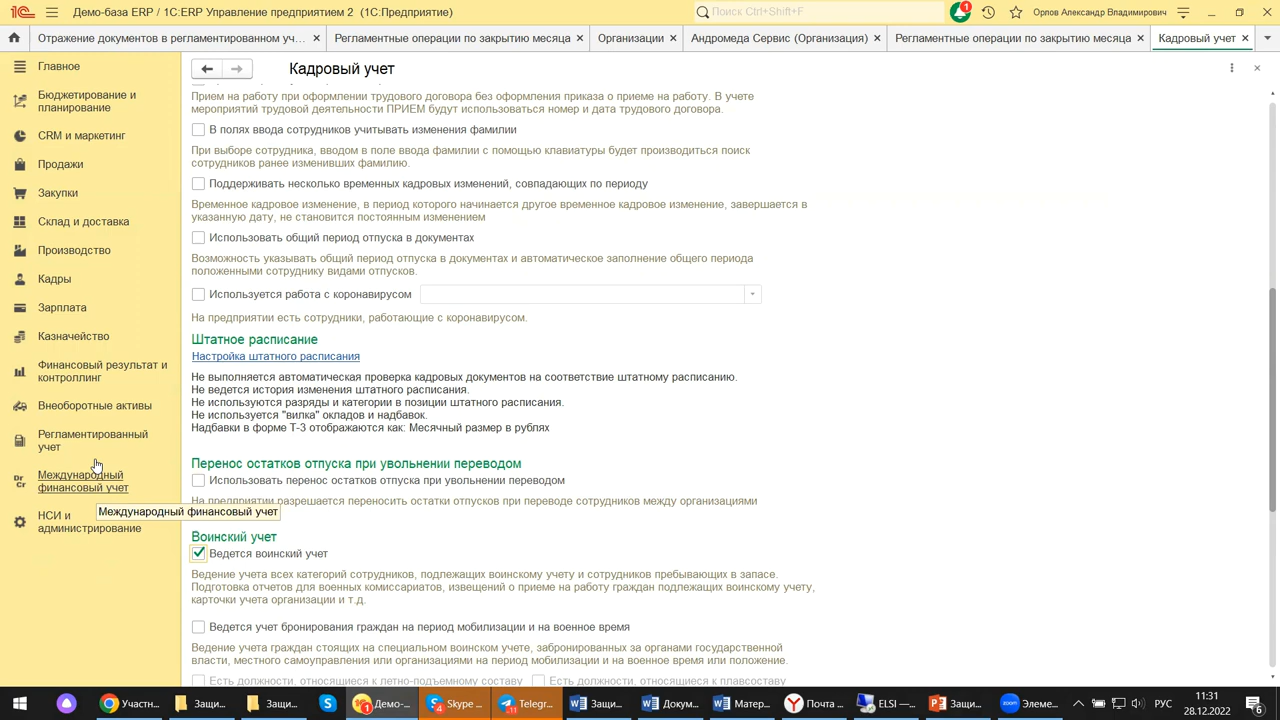 Демо-база ERP / 1C:ERP Управление предприятием 2 (1С:Предприятие)
Поиск Ctrl+Shift+F
1
Орлов Александр Владимирович
Отражение документов в регламентированном уч…
Регламентные операции по закрытию месяца
Организации
Андромеда Сервис (Организация)
Регламентные операции по закрытию месяца
Кадровый учет
Главное
Бюджетирование и
планирование
CRM и маркетинг
Продажи
Закупки
Склад и доставка
Производство
Кадры
Зарплата
Казначейство
Финансовый результат и
контроллинг
Внеоборотные активы
Регламентированный
учет
Dr
Cr
Международный
финансовый учет
НСИ и
администрирование
Международный финансовый учет
Кадровый учет
Прием на работу при оформлении трудового договора без оформления приказа о приеме на работу. В учете
мероприятий трудовой деятельности ПРИЕМ будут использоваться номер и дата трудового договора.
В полях ввода сотрудников учитывать изменения фамилии
При выборе сотрудника, вводом в поле ввода фамилии с помощью клавиатуры будет производиться поиск
сотрудников ранее изменивших фамилию.
Поддерживать несколько временных кадровых изменений, совпадающих по периоду
Временное кадровое изменение, в период которого начинается другое временное кадровое изменение, завершается в
указанную дату, не становится постоянным изменением
Использовать общий период отпуска в документах
Возможность указывать общий период отпуска в документах и автоматическое заполнение общего периода
положенными сотруднику видами отпусков.
Используется работа с коронавирусом
На предприятии есть сотрудники, работающие с коронавирусом.
Штатное расписание
Настройка штатного расписания
Не выполняется автоматическая проверка кадровых документов на соответствие штатному расписанию.
Не ведется история изменения штатного расписания.
Не используются разряды и категории в позиции штатного расписания.
Не используется "вилка" окладов и надбавок.
Надбавки в форме Т-3 отображаются как: Месячный размер в рублях
Перенос остатков отпуска при увольнении переводом
Использовать перенос остатков отпуска при увольнении переводом
На предприятии разрешается переносить остатки отпусков при переводе сотрудников между организациями
Воинский учет
Ведется воинский учет
Ведение учета всех категорий сотрудников, подлежащих воинскому учету и сотрудников пребывающих в запасе.
Подготовка отчетов для военных комиссариатов, извещений о приеме на работу граждан подлежащих воинскому учету,
карточки учета организации и т.д.
Ведется учет бронирования граждан на период мобилизации и на военное время
Ведение учета граждан стоящих на специальном воинском учете, забронированных за органами государственной
власти, местного самоуправления или организациями на период мобилизации и на военное время или положение.
Есть должности, относящиеся к летно-подъемному составу
Есть должности, относящиеся к плавсоставу
Участн…
Защи…
Защи…
Демо-…
Skype …
Telegr…
Защи…
Докум…
Матер…
Почта …
ELSI —…
Защи…
Элеме…
РУС
11:31
28.12.2022
6